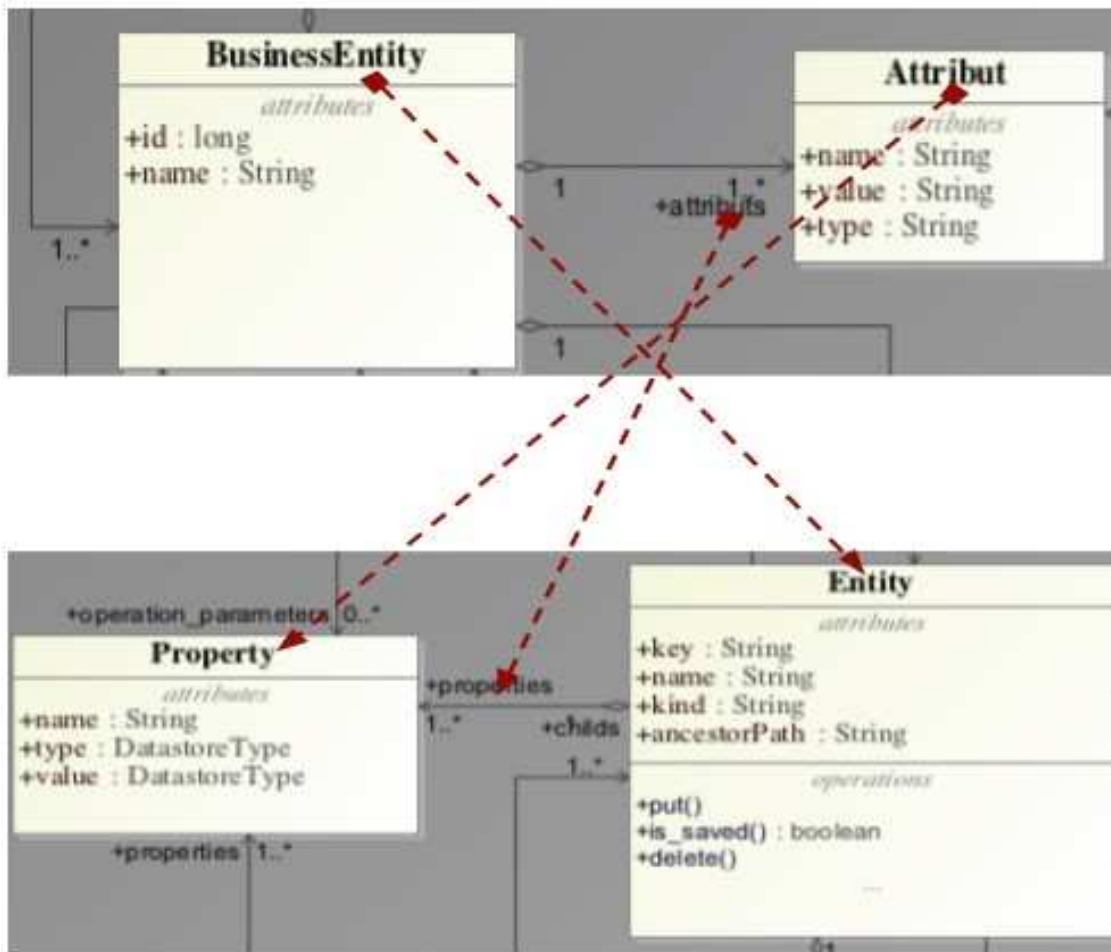 BusinessEntity
attributes
+id : long
+name : String
1
1..*
+attributs
1..*
1
Attribut
attributes
+name : String
+value : String
+type : String
+operation_parameters 0..*
Property
attributes
+name : String
+type : DatastoreType
+value : DatastoreType
+properties
1..*
+childs
1..*
+properties 1..*
Entity
attributes
+key : String
+name : String
+kind : String
+ancestorPath : String
operations
+put()
+is_saved() : boolean
+delete()
...